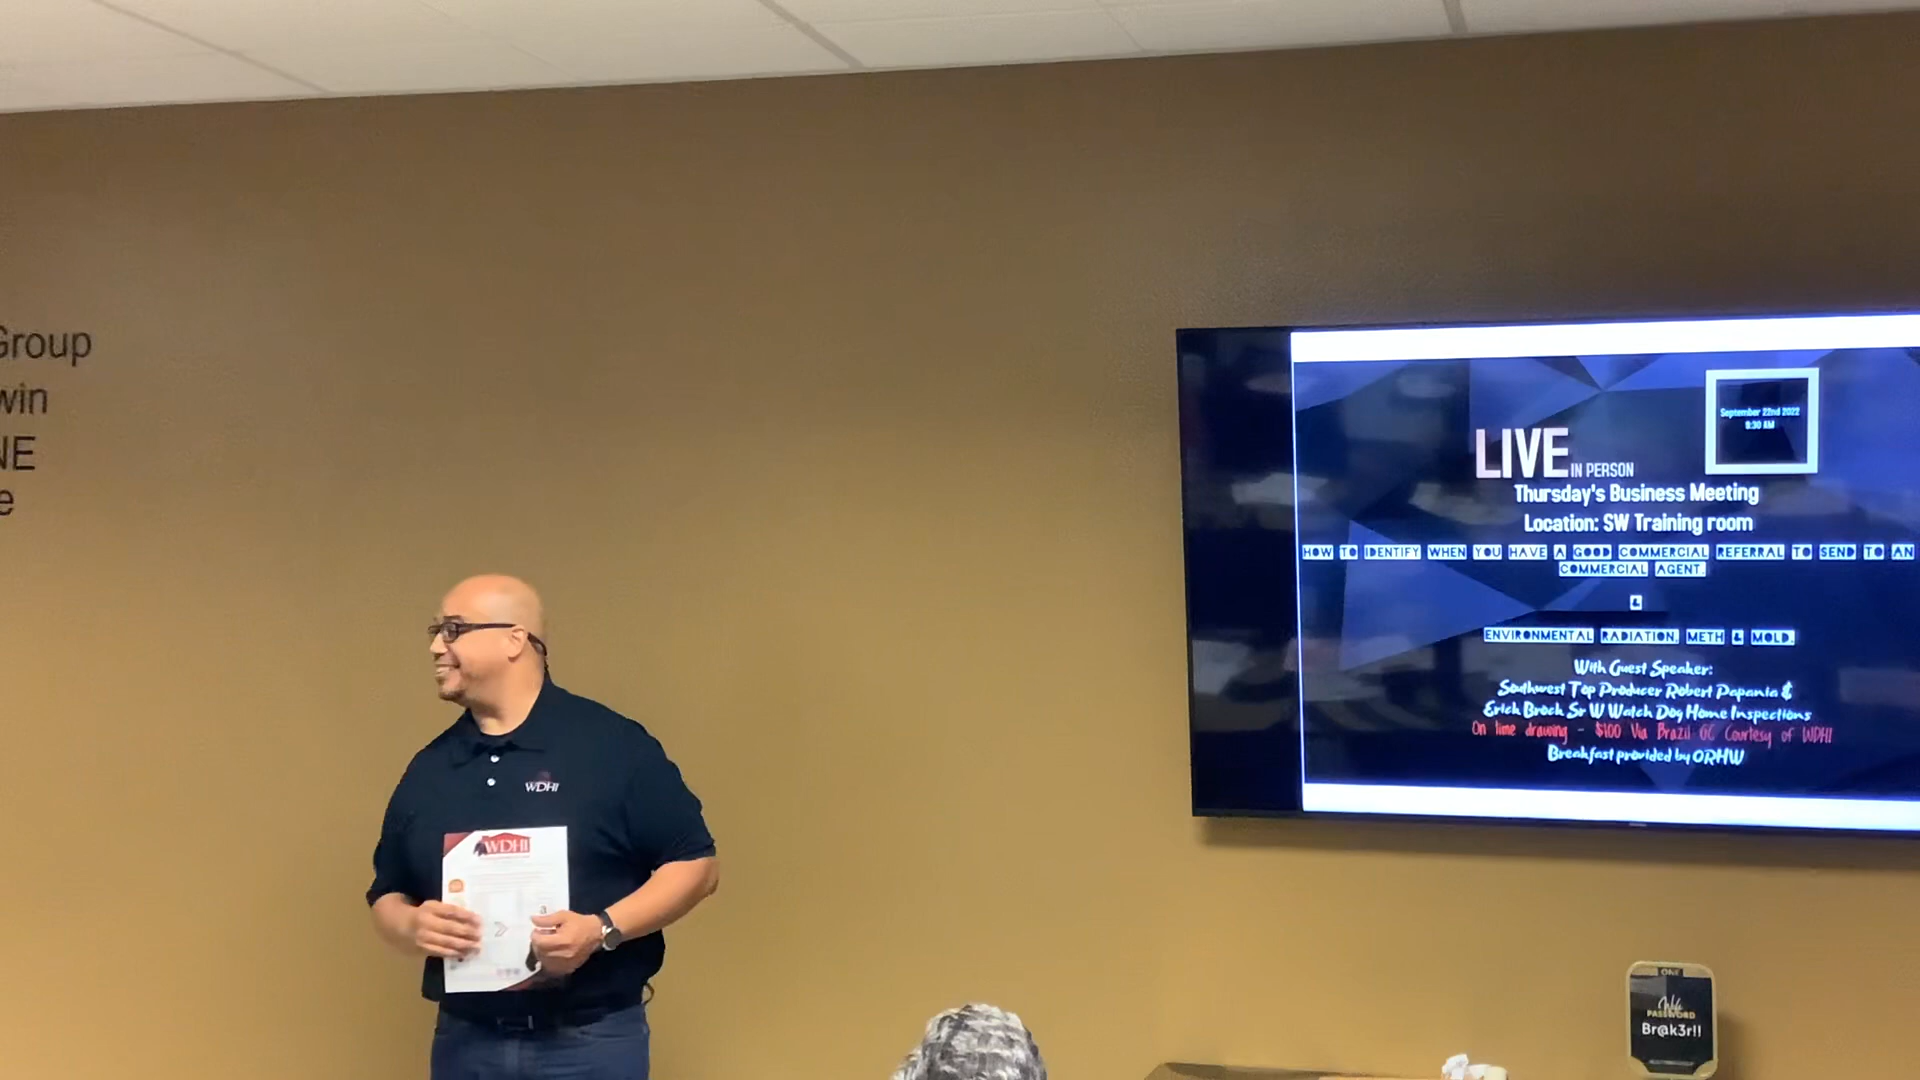 Group
win
NE
e
September 22nd 2022
9:30 AM
LIVE IN PERSON
Thursday's Business Meeting
Location: SW Training room
HOW TO IDENTIFY WHEN YOU HAVE A GOOD COMMERCIAL REFERRAL TO SEND TO AN
COMMERCIAL AGENT.
&
ENVIRONMENTAL RADIATION, METH & MOLD.
With Guest Speaker:
Southwest Top Producer Robert Papania &
Erich Brock Sr W Watch Dog Home Inspections
On time drawing - $100 Via Brazil GC Courtesy of WDHI
Breakfast provided by ORHW
WDHI
WDHI
ONE
Wifi
PASSWORD
Br@k3r!!